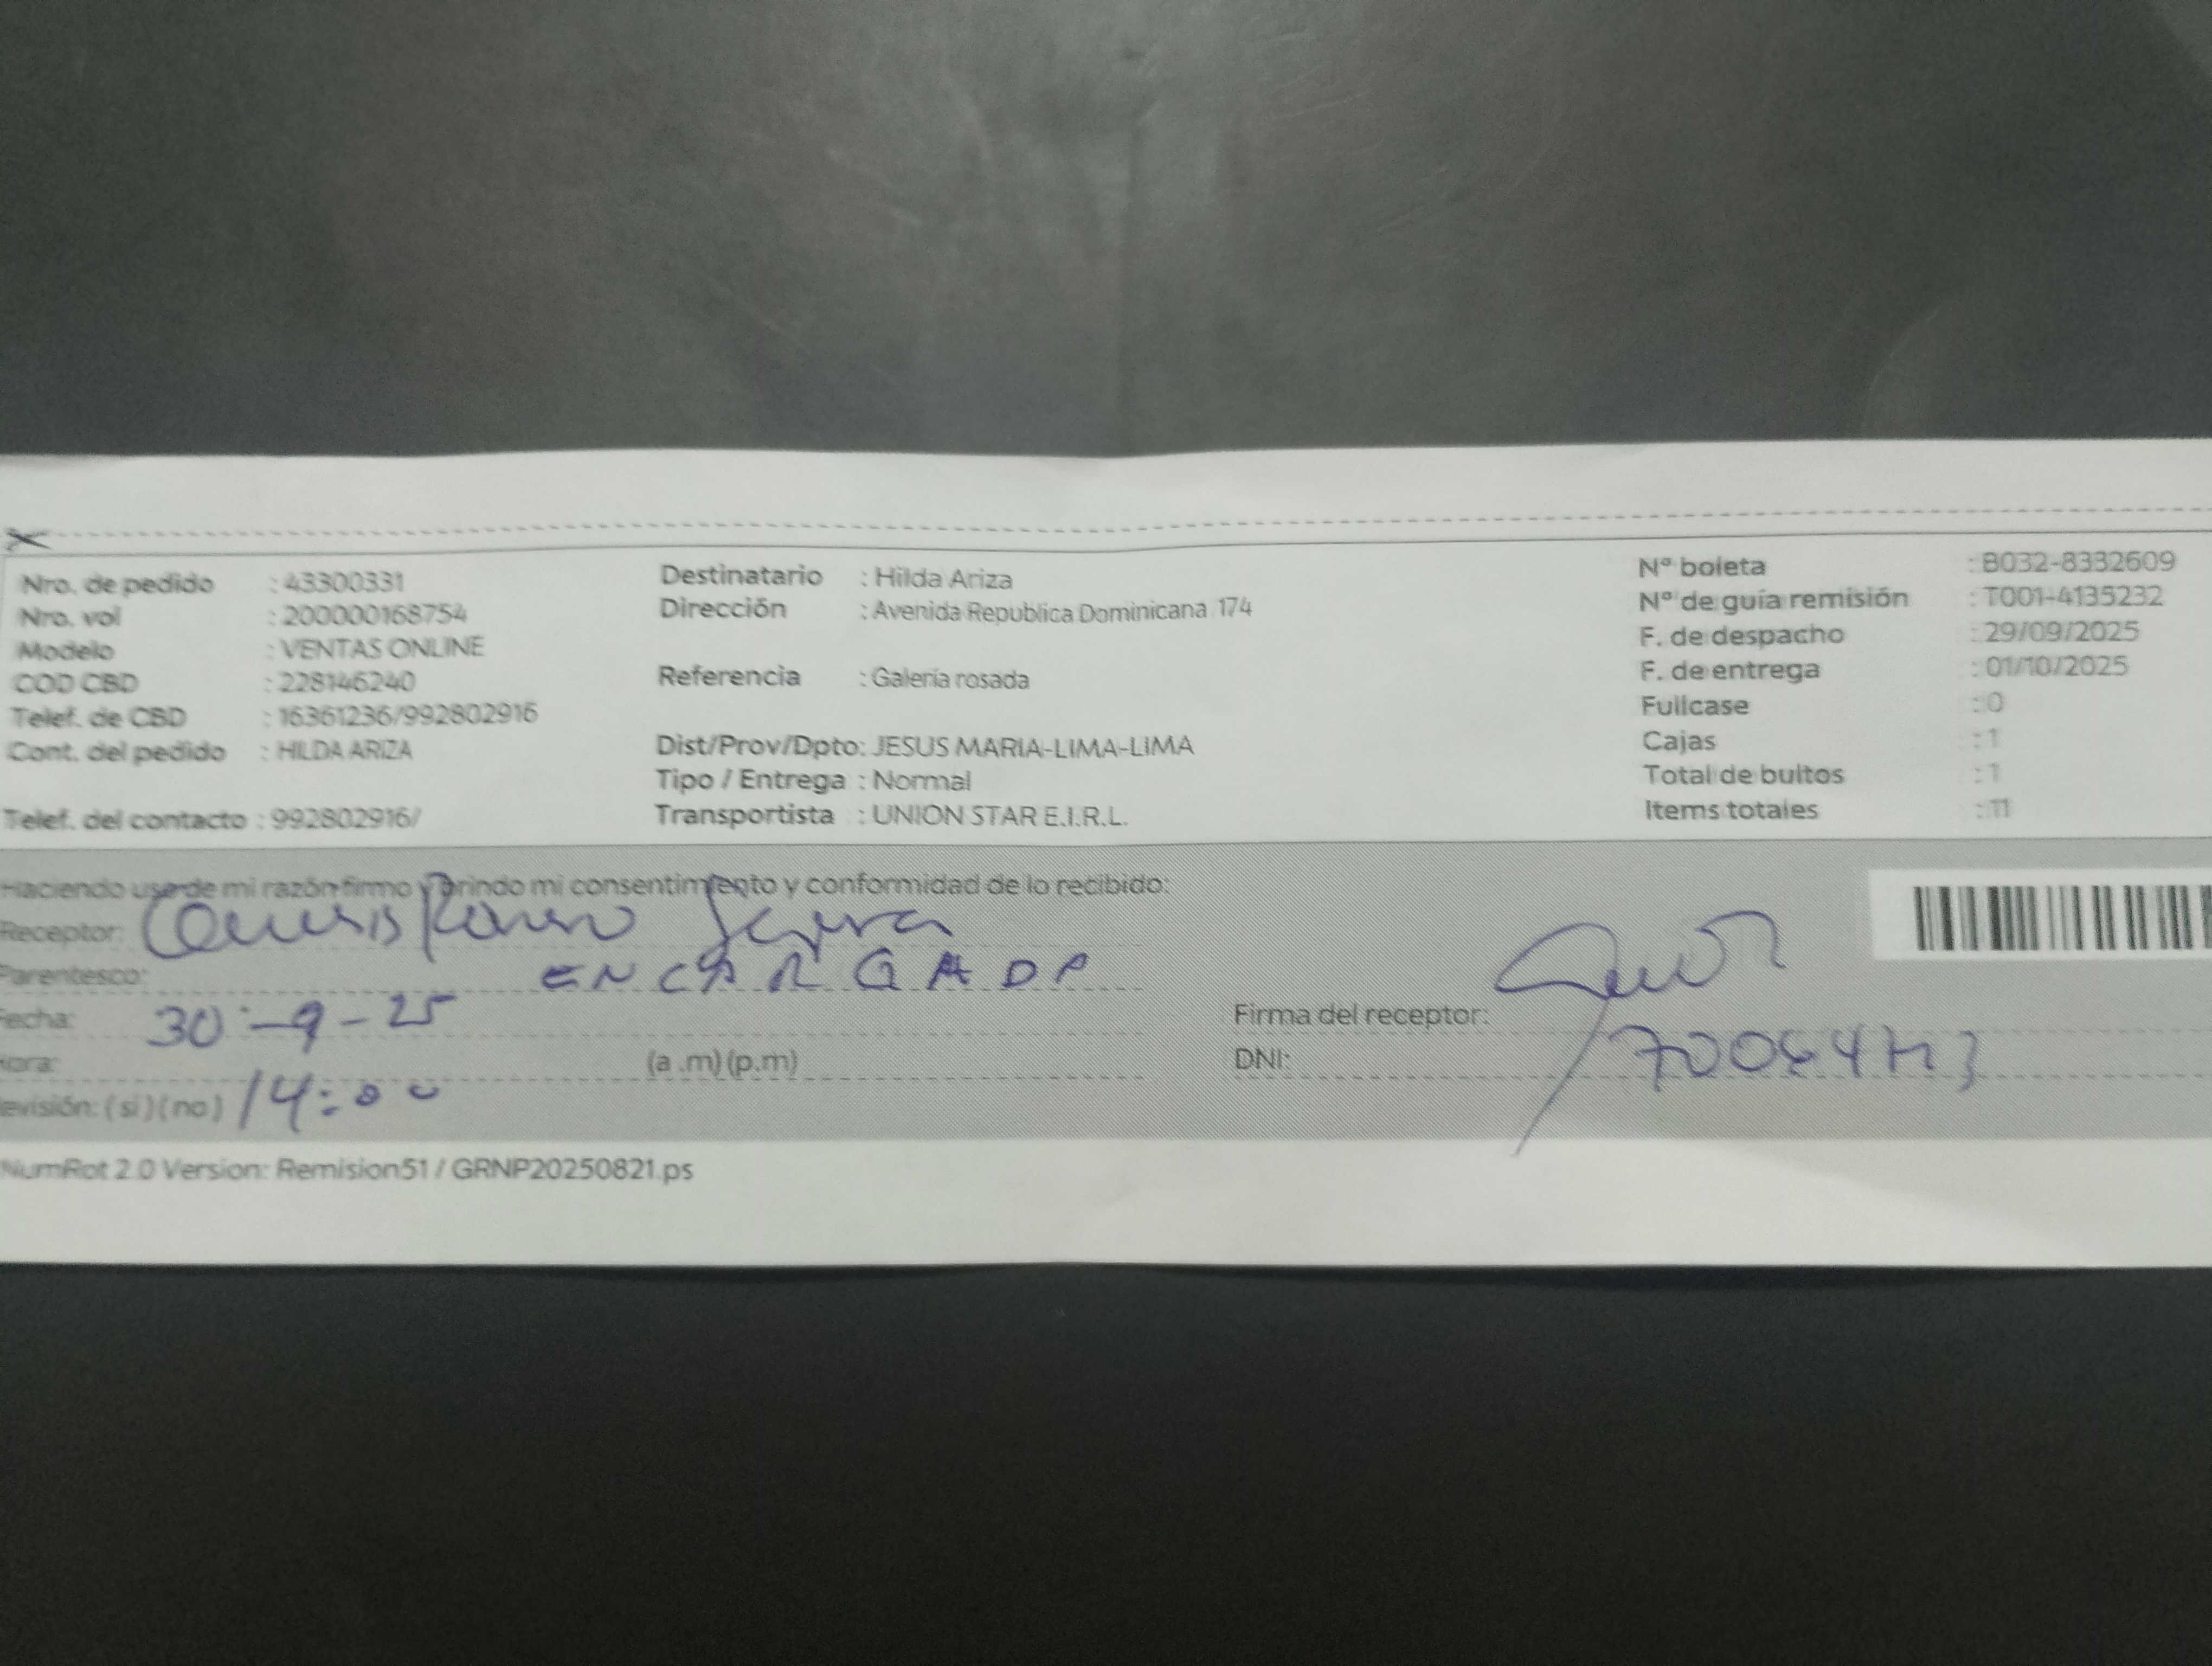 Nro. de pedido : 43300331
Nro. vol : 200000168754
Modelo : VENTAS ONLINE
COD CBD : 228146240
Telef. de CBD : 16361236/992802916
Cont. del pedido : HILDA ARIZA
Telef. del contacto : 992802916/
Destinatario : Hilda Ariza
Dirección : Avenida Republica Dominicana 174
Referencia : Galería rosada
Dist/Prov/Dpto: JESUS MARIA-LIMA-LIMA
Tipo / Entrega : Normal
Transportista : UNION STAR E.I.R.L.
N° boleta : B032-8332609
N° de guía remisión : T001-4135232
F. de despacho : 29/09/2025
F. de entrega : 01/10/2025
Fullcase : 0
Cajas : 1
Total de bultos : 1
Items totales : 11
Haciendo uso de mi razón firmo y brindo mi consentimiento y conformidad de lo recibido:
Receptor:
Parentesco: ENCARGADA
Fecha: 30-9-25
Hora: (a.m) (p.m)
Revisión: (si) (no) 14:00
Firma del receptor:
DNI:
NumRot 2.0 Version: Remision51 / GRNP20250821.ps